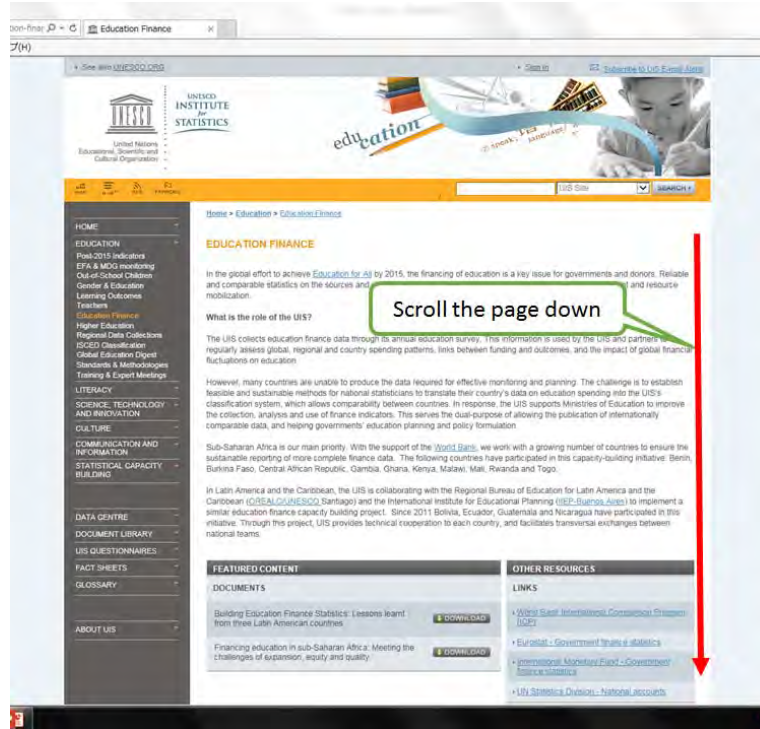 tion-finar
Education Finance
プ(H)
See also UNESCO.ORG
Sign in
Subscribe to UIS E-mail Alerts
UNESCO
United Nations
Educational, Scientific and
Cultural Organization
UNESCO
INSTITUTE
for
STATISTICS
education
speak;
language;
UIS Site
SEARCH
HOME
EDUCATION
Post-2015 Indicators
EFA & MDG monitoring
Out-of-School Children
Gender & Education
Learning Outcomes
Teachers
Education Finance
Higher Education
Regional Data Collections
ISCED Classification
Global Education Digest
Standards & Methodologies
Training & Expert Meetings
LITERACY
SCIENCE, TECHNOLOGY
AND INNOVATION
CULTURE
COMMUNICATION AND
INFORMATION
STATISTICAL CAPACITY
BUILDING
DATA CENTRE
DOCUMENT LIBRARY
UIS QUESTIONNAIRES
FACT SHEETS
GLOSSARY
ABOUT UIS
Home » Education » Education Finance
EDUCATION FINANCE
In the global effort to achieve Education for All by 2015, the financing of education is a key issue for governments and donors. Reliable
and comparable statistics on the sources and and resource
mobilization.
Scroll the page down
What is the role of the UIS?
The UIS collects education finance data through its annual education survey. This information is used by the UIS and partners to
regularly assess global, regional and country spending patterns, links between funding and outcomes, and the impact of global financial
fluctuations on education.
However, many countries are unable to produce the data required for effective monitoring and planning. The challenge is to establish
feasible and sustainable methods for national statisticians to translate their country's data on education spending into the UIS's
classification system, which allows comparability between countries. In response, the UIS supports Ministries of Education to improve
the collection, analysis and use of finance indicators. This serves the dual-purpose of allowing the publication of internationally
comparable data, and helping governments' education planning and policy formulation.
Sub-Saharan Africa is our main priority. With the support of the World Bank, we work with a growing number of countries to ensure the
sustainable reporting of more complete finance data. The following countries have participated in this capacity-building initiative: Benin,
Burkina Faso, Central African Republic, Gambia, Ghana, Kenya, Malawi, Mali, Rwanda and Togo.
In Latin America and the Caribbean, the UIS is collaborating with the Regional Bureau of Education for Latin America and the
Caribbean (OREALC/UNESCO Santiago) and the International Institute for Educational Planning (IIEP-Buenos Aires) to implement a
similar education finance capacity building project. Since 2011 Bolivia, Ecuador, Guatemala and Nicaragua have participated in this
initiative. Through this project, UIS provides technical cooperation to each country, and facilitates transversal exchanges between
national teams.
FEATURED CONTENT
DOCUMENTS
Building Education Finance Statistics: Lessons learnt
from three Latin American countries
DOWNLOAD
Financing education in sub-Saharan Africa: Meeting the
challenges of expansion, equity and quality
DOWNLOAD
OTHER RESOURCES
LINKS
World Bank International Comparison Program
(ICP)
Eurostat - Government finance statistics
International Monetary Fund - Government
finance statistics
UN Statistics Division - National accounts